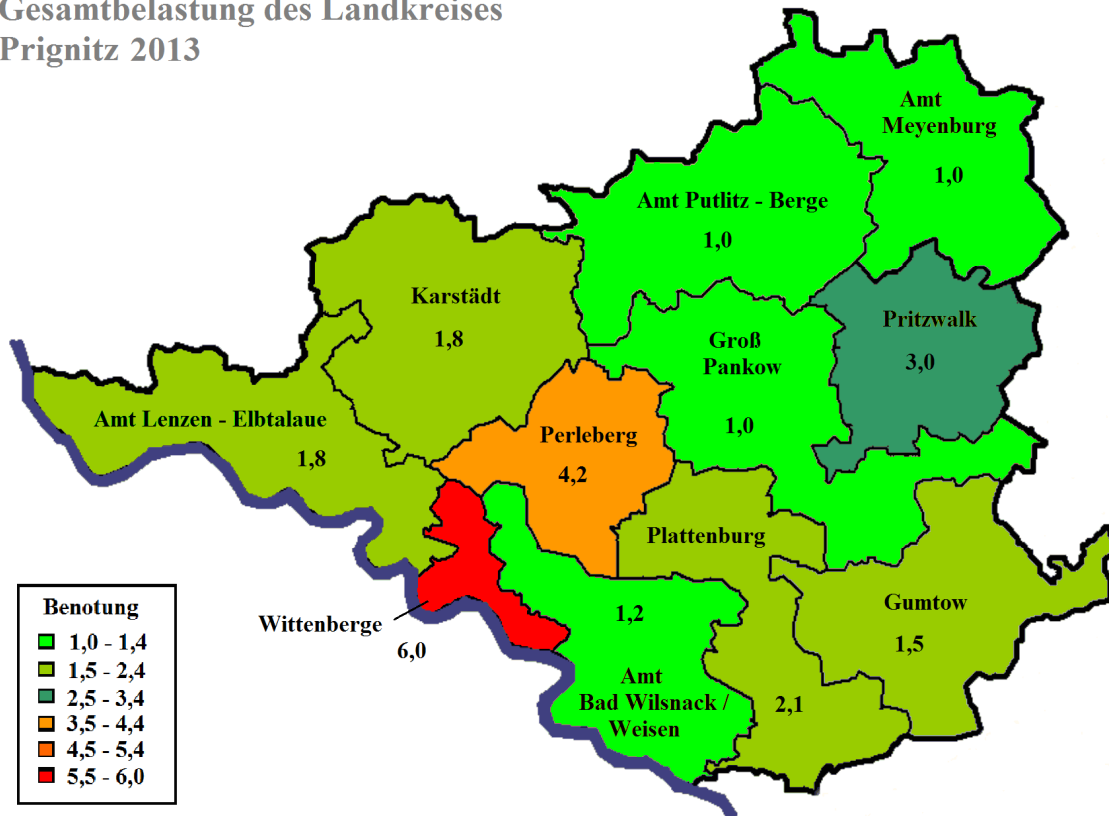 Gesamtbelastung des Landkreises
Prignitz 2013
Amt
Meyenburg
1,0
Amt Putlitz - Berge
1,0
Karstädt
1,8
Pritzwalk
3,0
Groß
Pankow
1,0
Amt Lenzen - Elbtalaue
1,8
Perleberg
4,2
Plattenburg
2,1
Gumtow
1,5
Wittenberge
6,0
1,2
Amt
Bad Wilsnack /
Weisen
Benotung
1,0 - 1,4
1,5 - 2,4
2,5 - 3,4
3,5 - 4,4
4,5 - 5,4
5,5 - 6,0